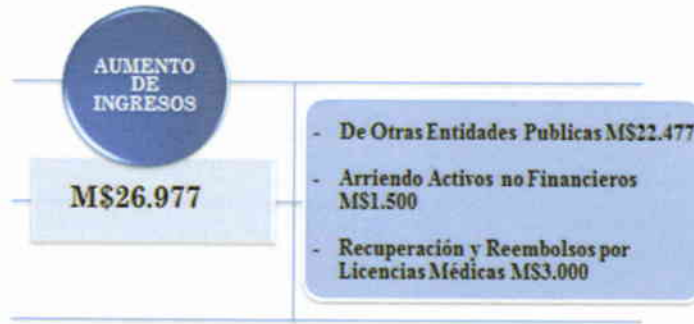 AUMENTO
DE
INGRESOS
M$26.977
- De Otras Entidades Publicas M$22.477
- Arriendo Activos no Financieros
M$1.500
- Recuperación y Reembolsos por
Licencias Médicas M$3.000